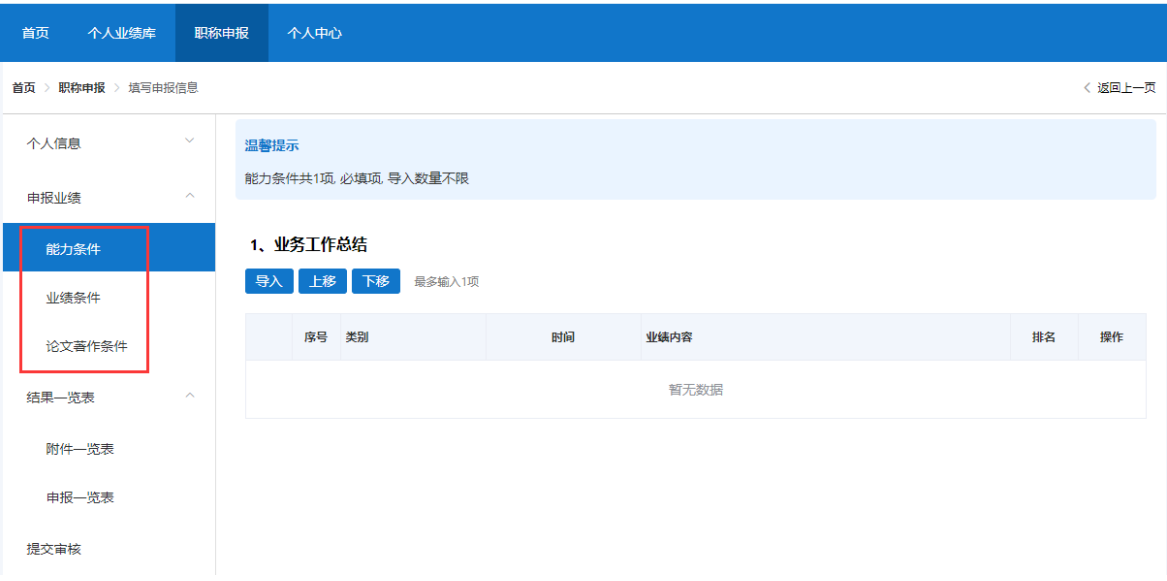 首页 个人业绩库 职称申报 个人中心
首页 > 职称申报 > 填写申报信息 < 返回上一页
个人信息
申报业绩
能力条件
业绩条件
论文著作条件
结果一览表
附件一览表
申报一览表
提交审核
温馨提示
能力条件共1项, 必填项, 导入数量不限
1、业务工作总结
导入 上移 下移 最多输入1项
序号 类别 时间 业绩内容 排名 操作
暂无数据